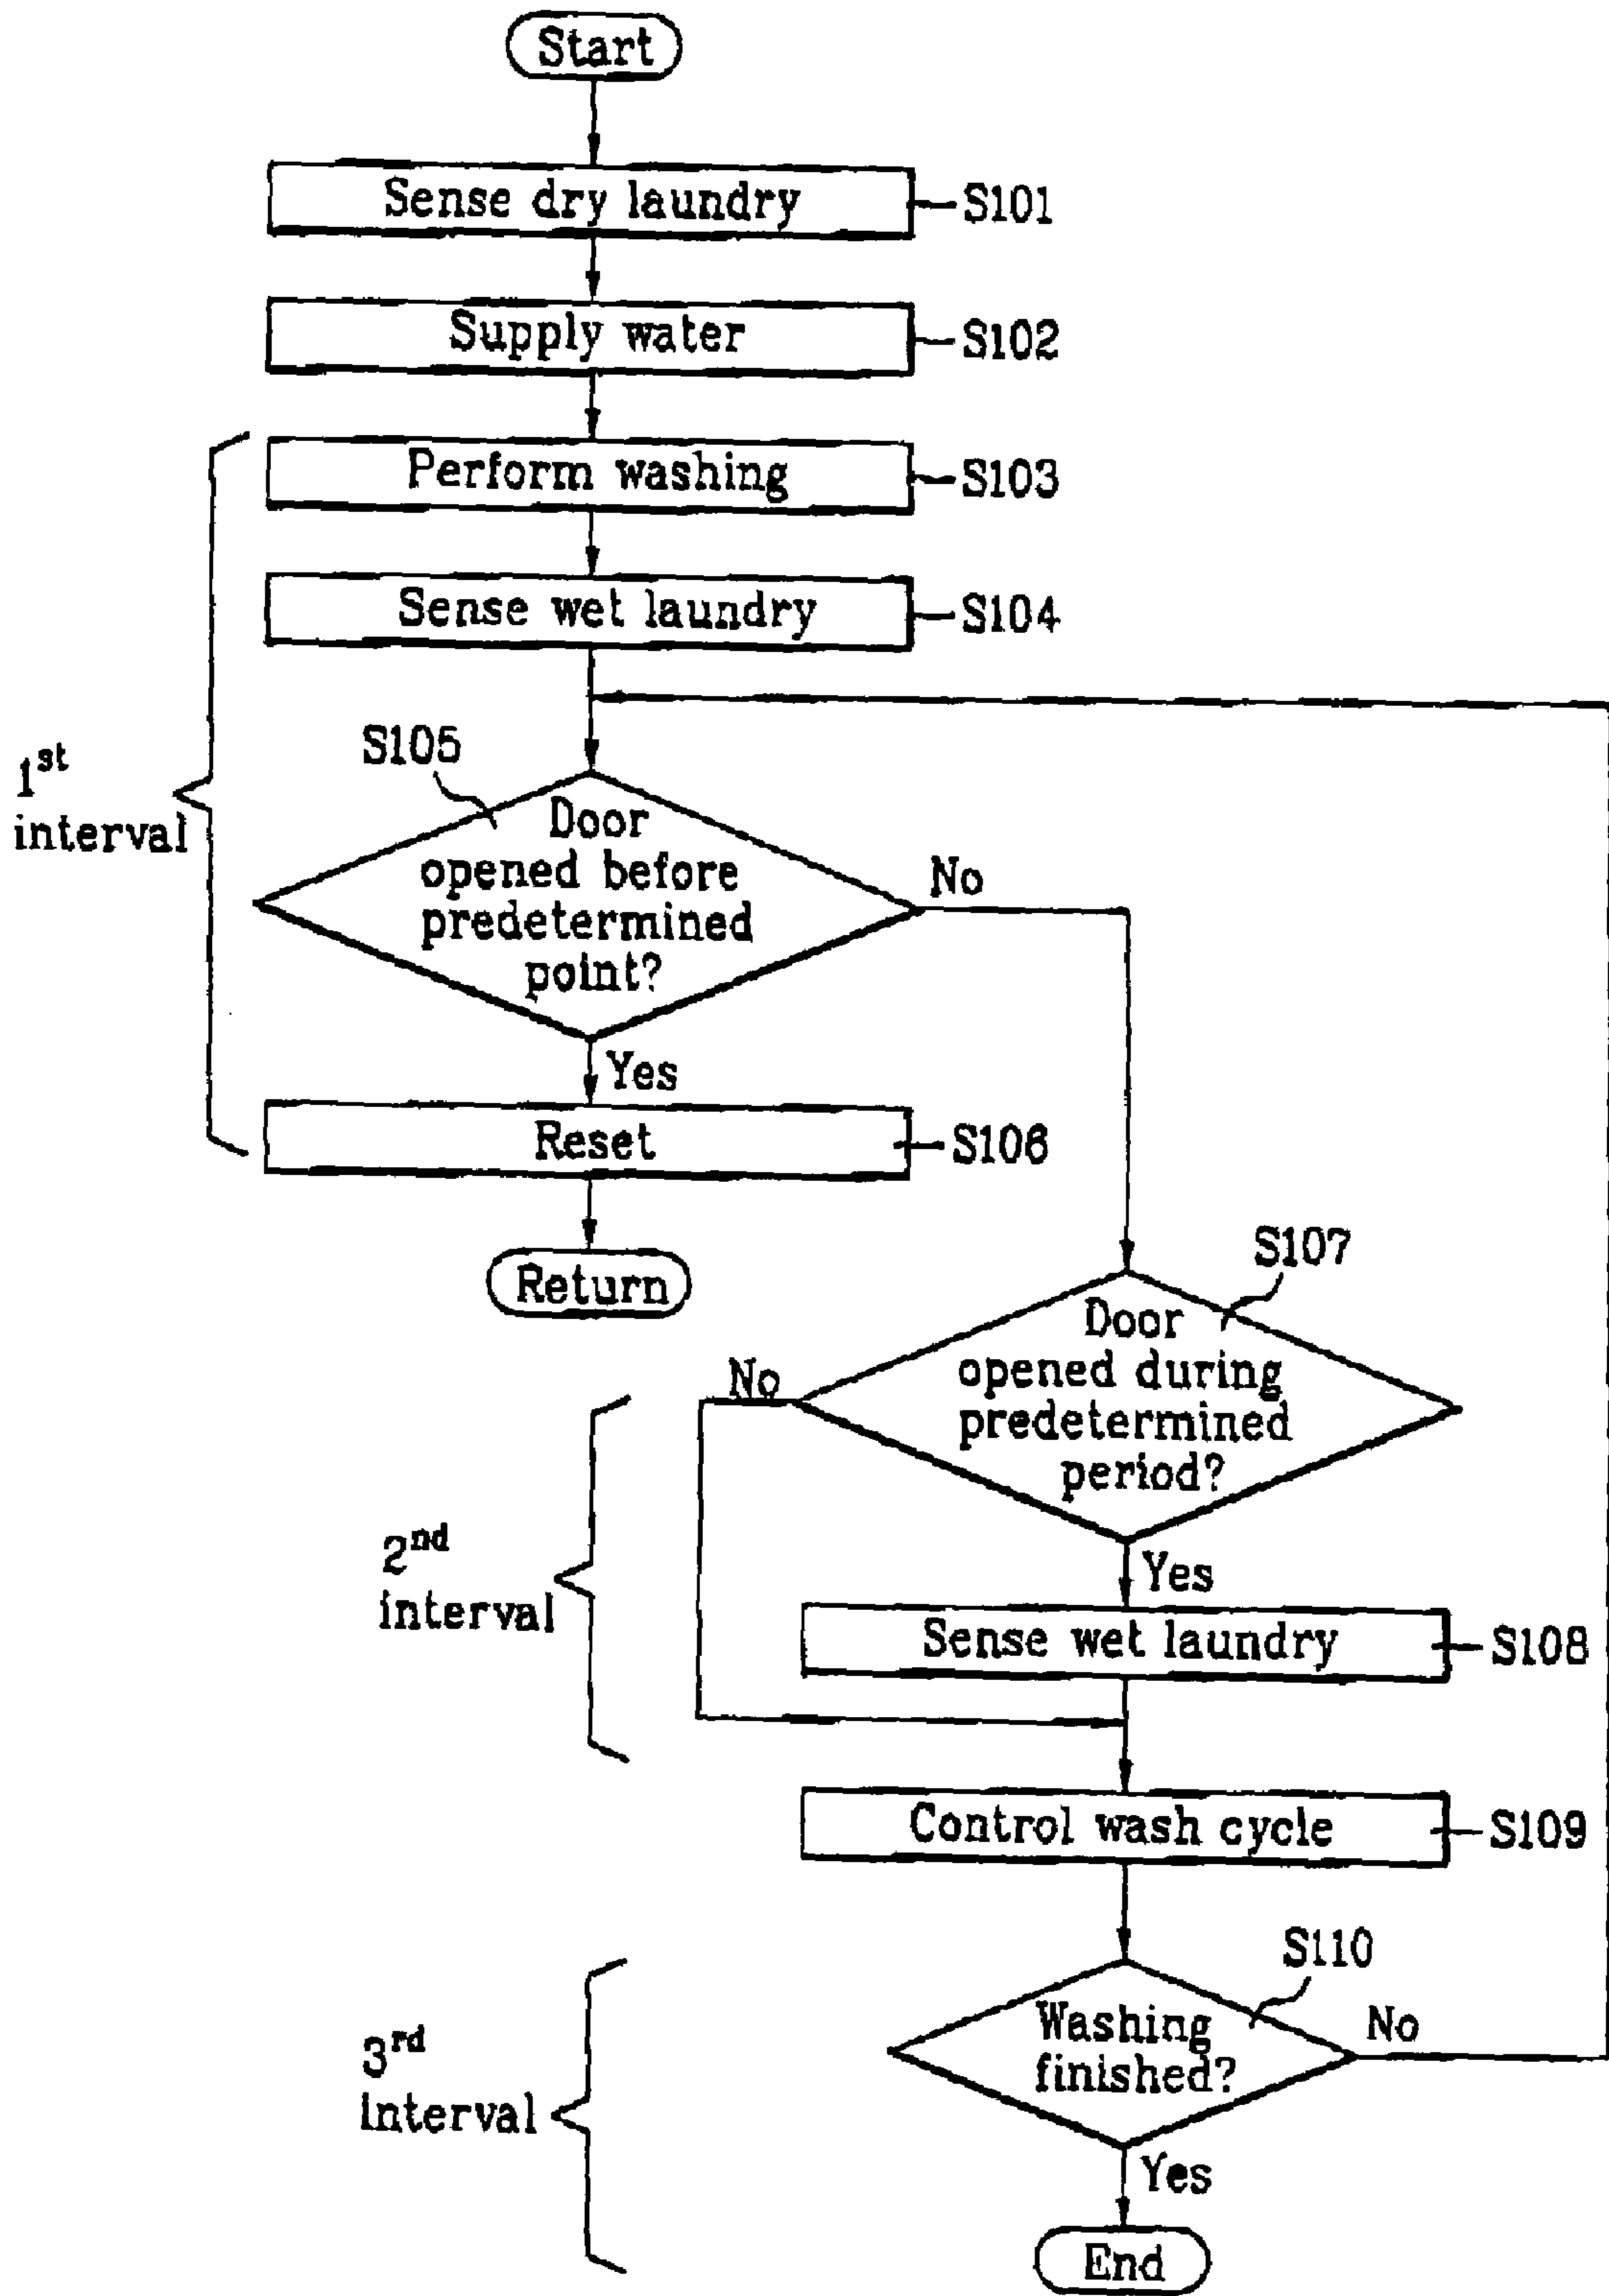 Start
Sense dry laundry
S101
Supply water
S102
Perform washing
S103
Sense wet laundry
S104
1st
interval
S105
Door
opened before
predetermined
point?
No
Yes
Reset
S106
Return
S107
Door
opened during
predetermined
period?
No
2nd
interval
Yes
Sense wet laundry
S108
Control wash cycle
S109
S110
Washing
finished?
No
3rd
interval
Yes
End